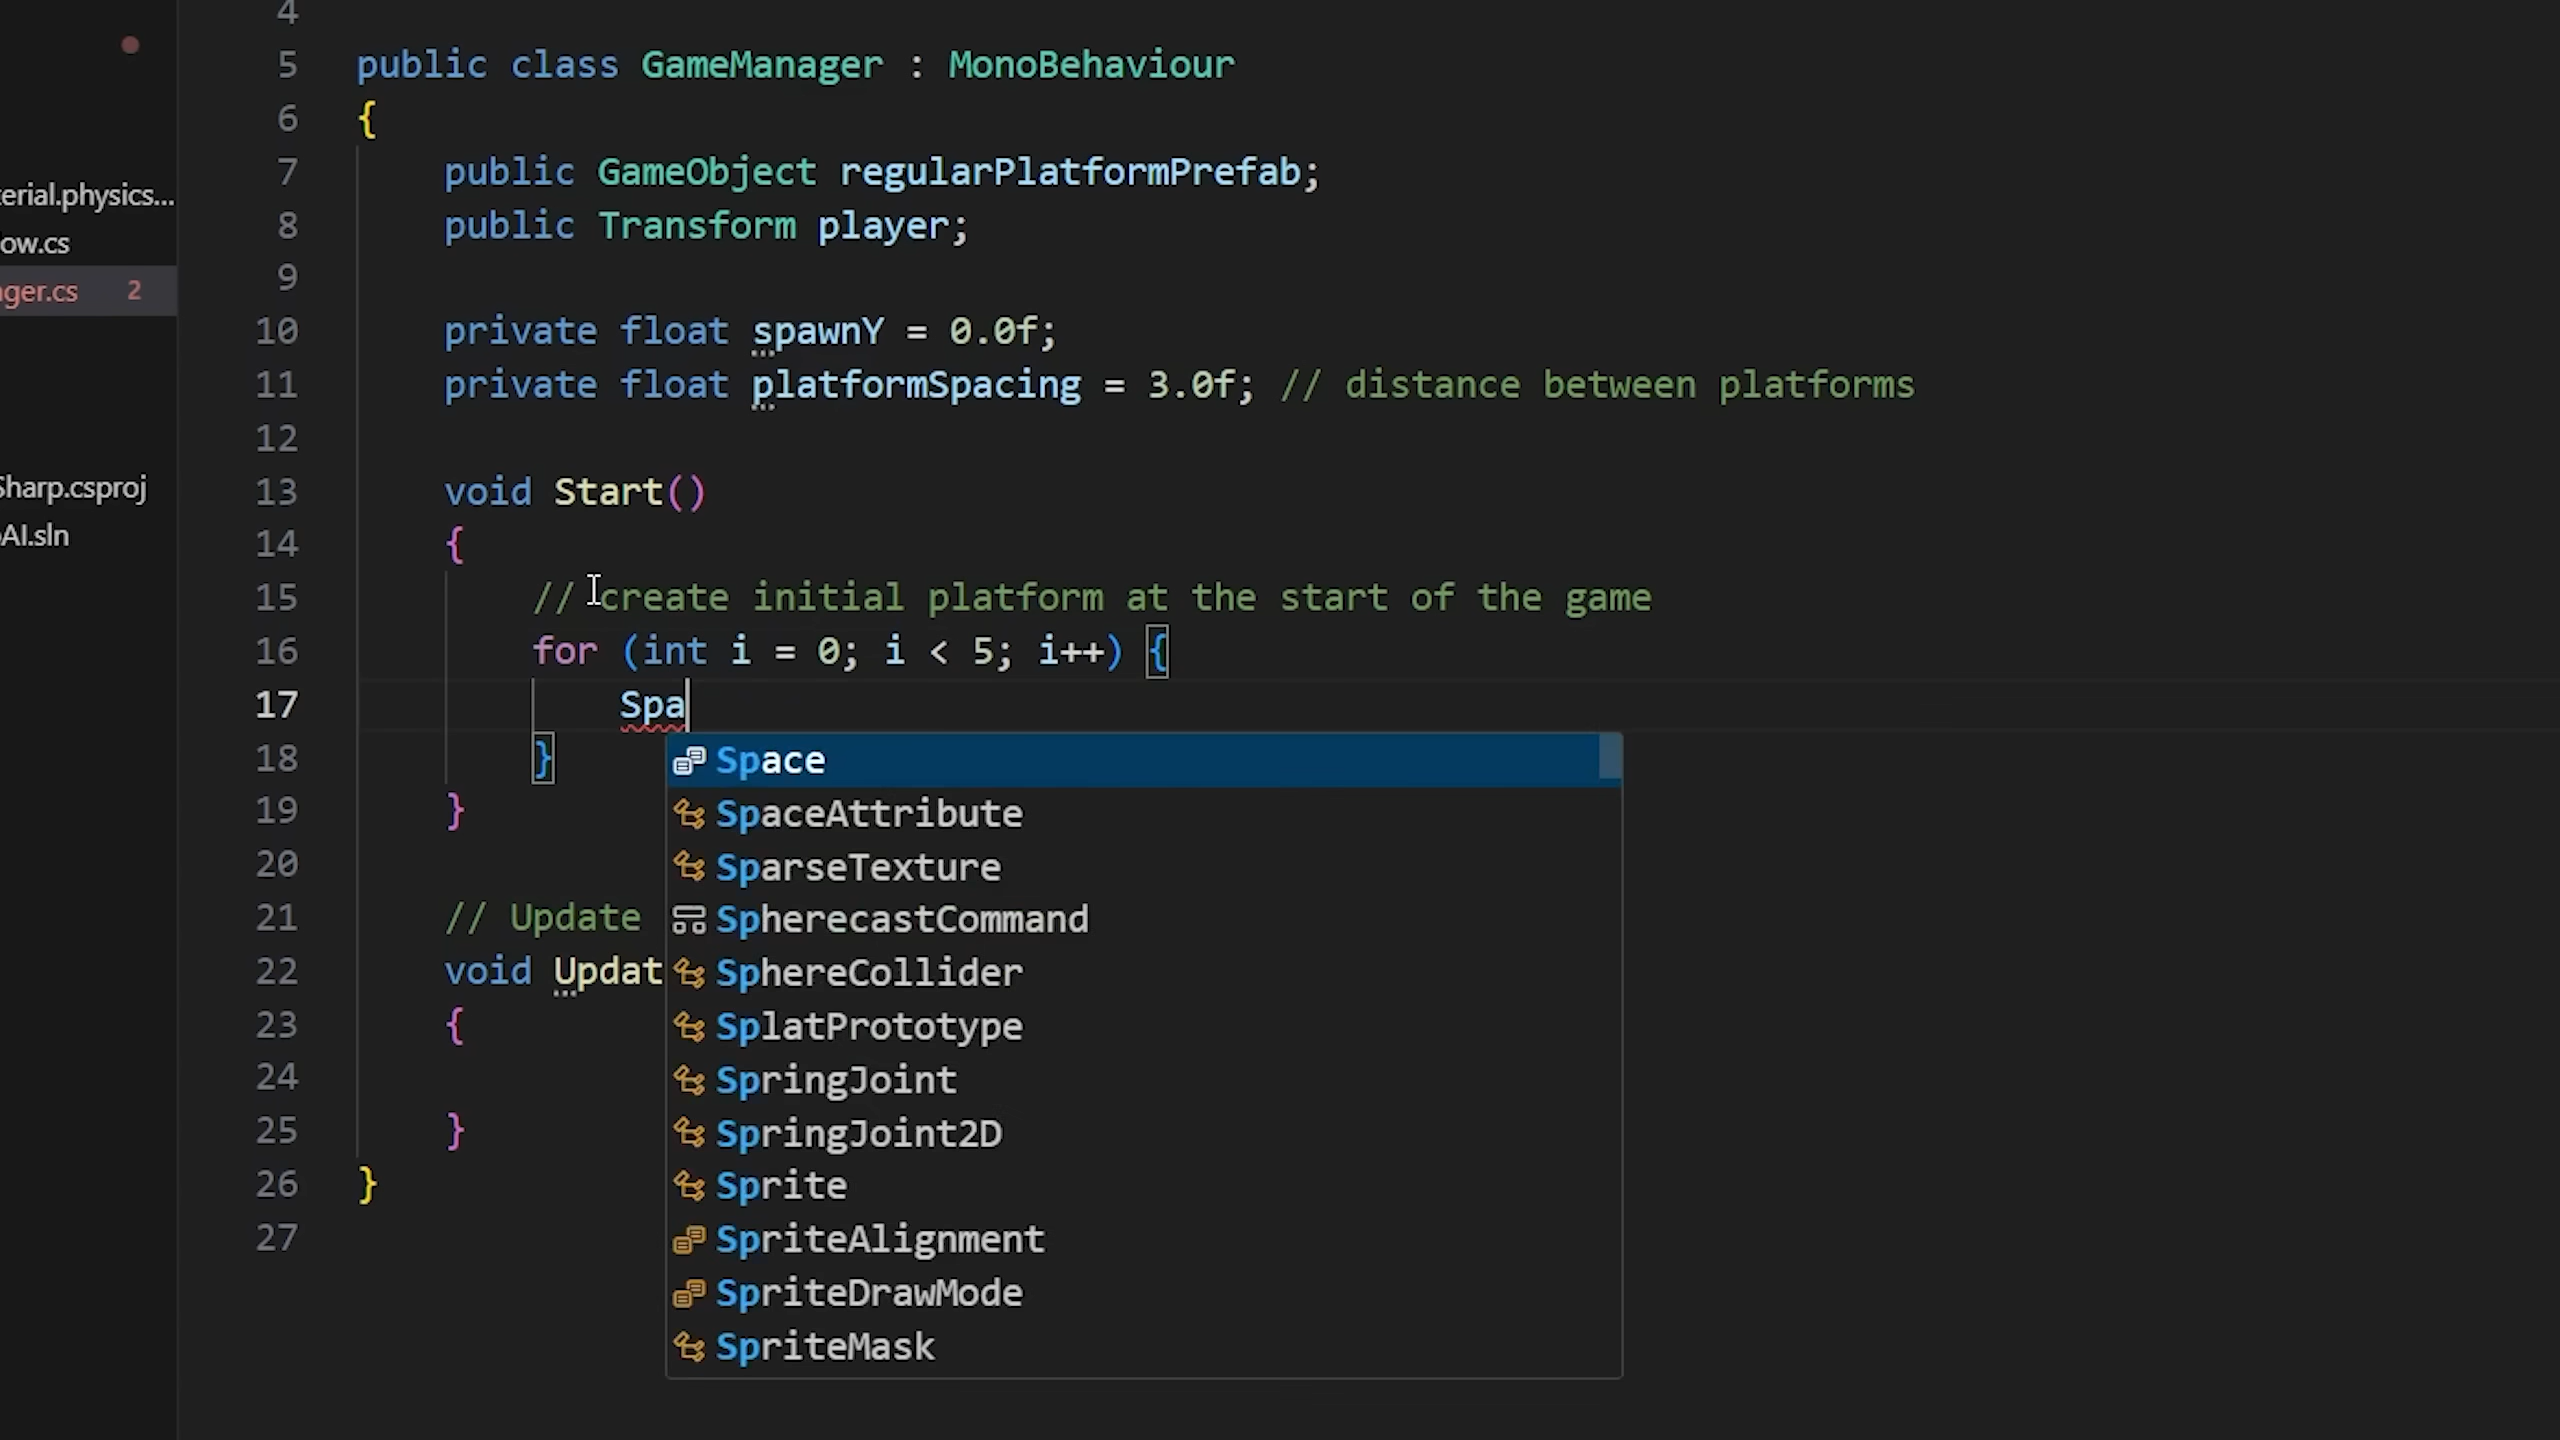 4
5 public class GameManager : MonoBehaviour
6 {
7 public GameObject regularPlatformPrefab;
erial.physics...
8 public Transform player;
ow.cs
9
ger.cs 2
10 private float spawnY = 0.0f;
11 private float platformSpacing = 3.0f; // distance between platforms
12
13 void Start()
Sharp.csproj
14 {
AI.sln
15 // create initial platform at the start of the game
16 for (int i = 0; i < 5; i++) {
17 Spa
18 }
Space
19 }
SpaceAttribute
20
SparseTexture
21 // Update
SpherecastCommand
22 void Updat
SphereCollider
23 {
SplatPrototype
24
SpringJoint
25 }
SpringJoint2D
26 }
Sprite
27
SpriteAlignment
SpriteDrawMode
SpriteMask